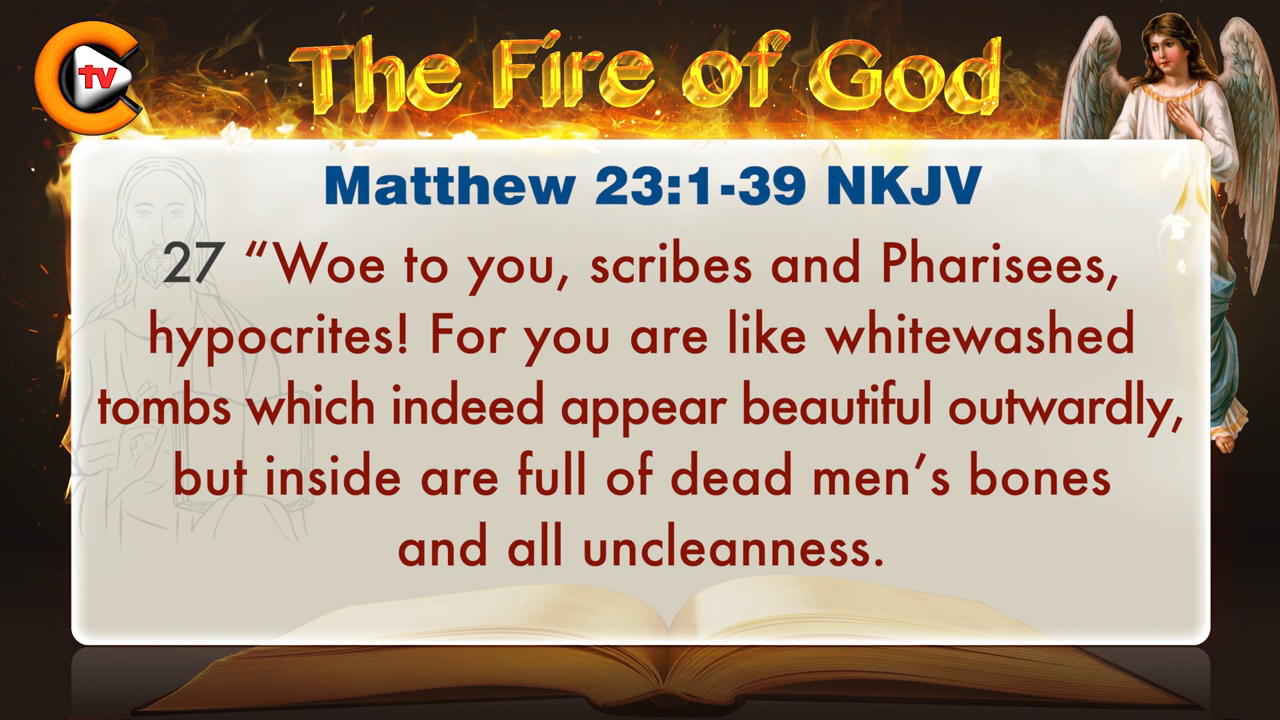 tv
The Fire of God
Matthew 23:1-39 NKJV
27 “Woe to you, scribes and Pharisees,
hypocrites! For you are like whitewashed
tombs which indeed appear beautiful outwardly,
but inside are full of dead men’s bones
and all uncleanness.